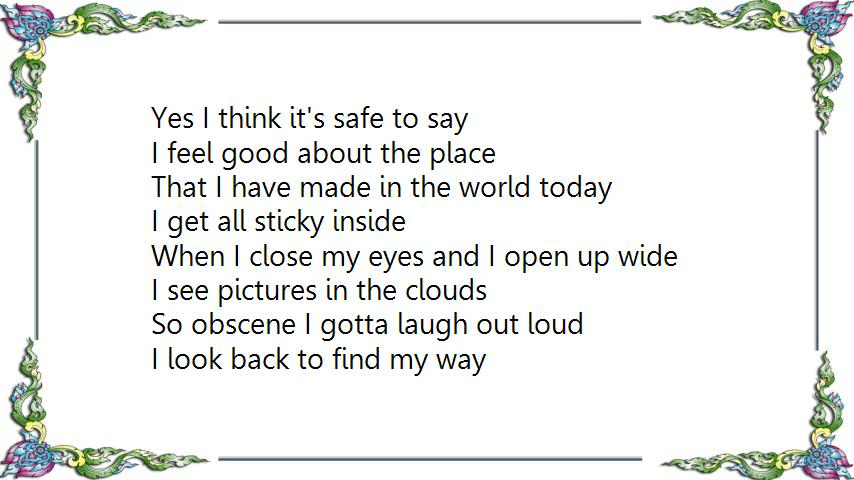 Yes I think it's safe to say
I feel good about the place
That I have made in the world today
I get all sticky inside
When I close my eyes and I open up wide
I see pictures in the clouds
So obscene I gotta laugh out loud
I look back to find my way